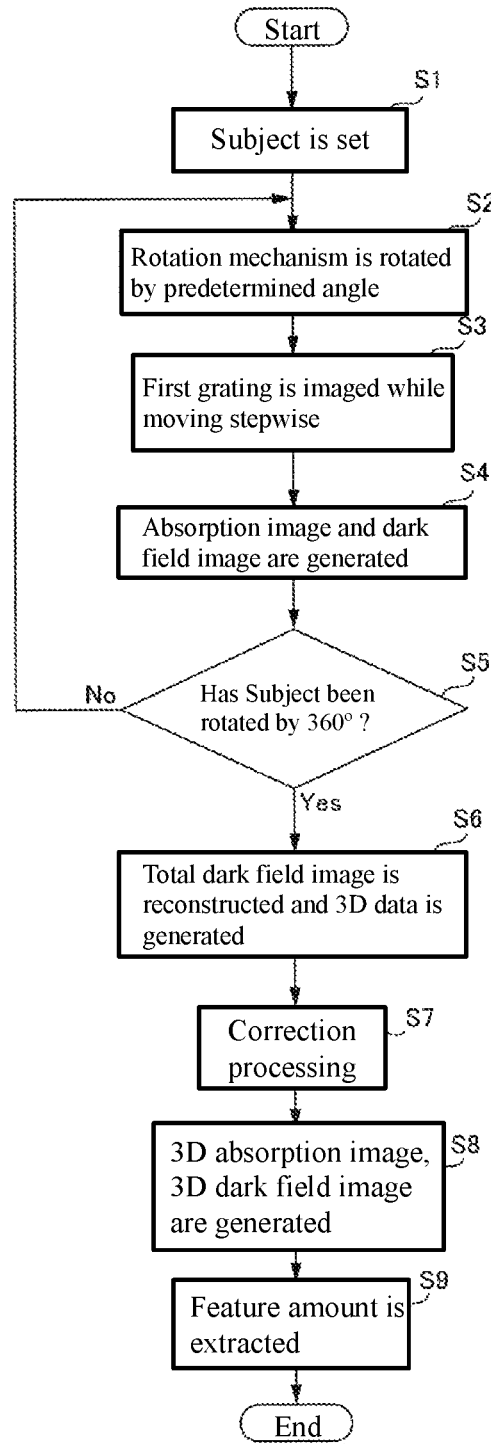 Start
S1
Subject is set
S2
Rotation mechanism is rotated
by predetermined angle
S3
First grating is imaged while
moving stepwise
S4
Absorption image and dark
field image are generated
S5
No
Has Subject been
rotated by 360° ?
Yes
S6
Total dark field image is
reconstructed and 3D data is
generated
S7
Correction
processing
S8
3D absorption image,
3D dark field image
are generated
S9
Feature amount is
extracted
End